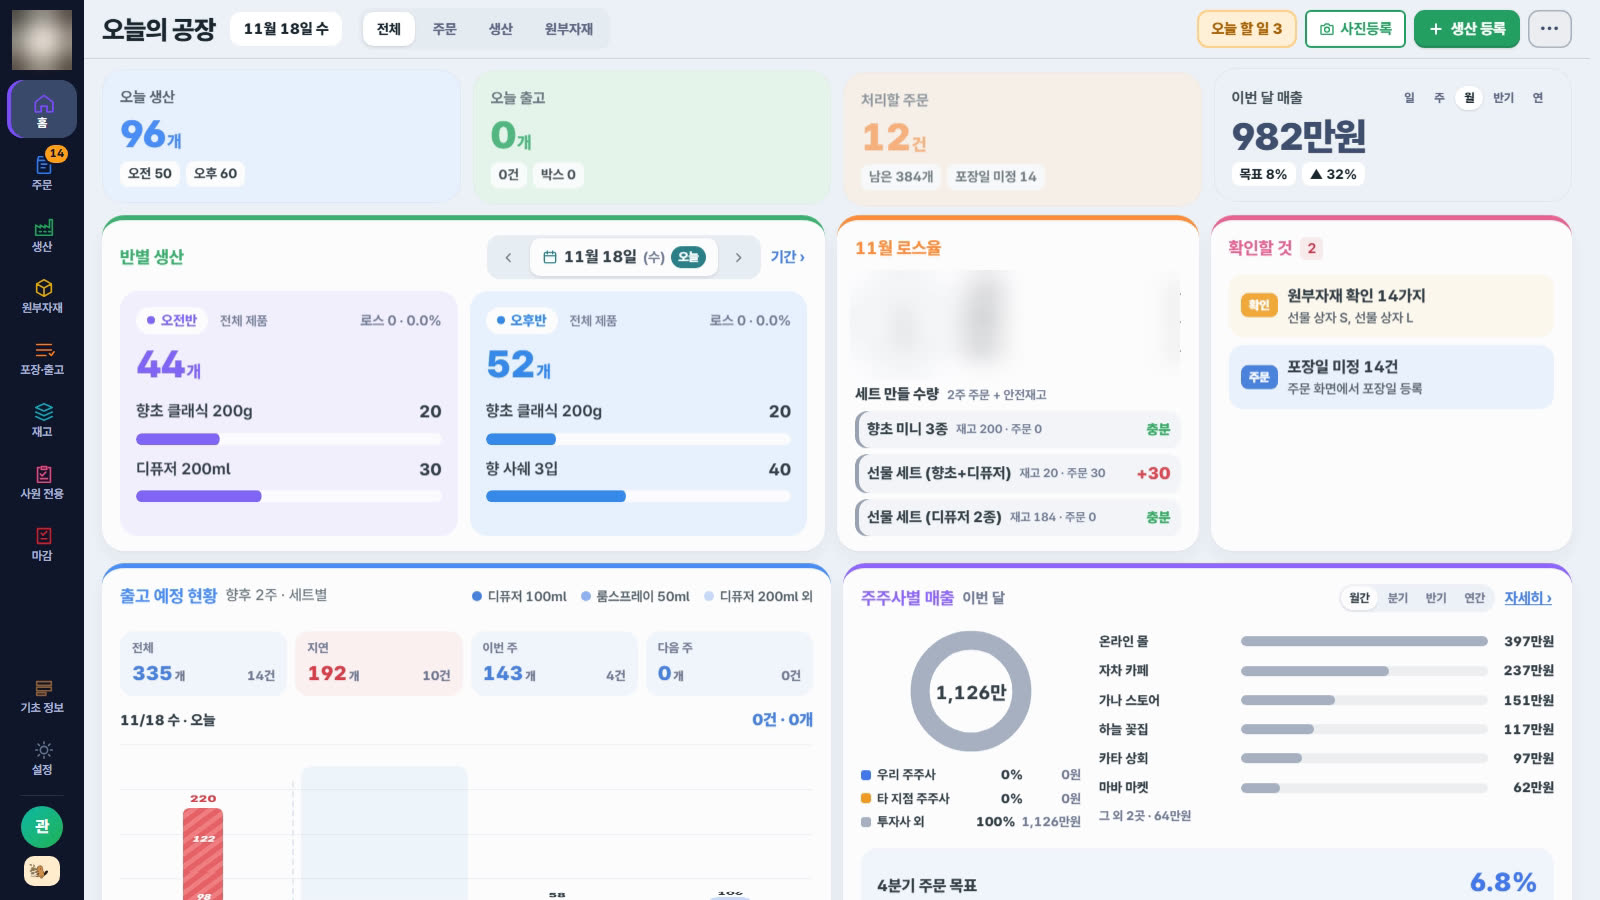 오늘의 공장
11월 18일 수
전체
주문
생산
원부자재
오늘 할 일 3
사진등록
+ 생산 등록
홈
14
주문
생산
원부자재
포장·출고
재고
사원 전용
마감
기초 정보
설정
관
오늘 생산
96개
오전 50
오후 60
오늘 출고
0개
0건
박스 0
처리할 주문
12건
남은 384개
포장일 미정 14
이번 달 매출
일 주 월 반기 연
982만원
목표 8%
▲ 32%
반별 생산
‹ 11월 18일 (수) 오늘 ›
기간 ›
오전반 전체 제품 로스 0 · 0.0%
44개
향초 클래식 200g 20
디퓨저 200ml 30
오후반 전체 제품 로스 0 · 0.0%
52개
향초 클래식 200g 20
향 사쉐 3입 40
11월 로스율
세트 만들 수량 2주 주문 + 안전재고
향초 미니 3종 재고 200 · 주문 0 충분
선물 세트 (향초+디퓨저) 재고 20 · 주문 30 +30
선물 세트 (디퓨저 2종) 재고 184 · 주문 0 충분
확인할 것 2
확인
원부자재 확인 14가지
선물 상자 S, 선물 상자 L
주문
포장일 미정 14건
주문 화면에서 포장일 등록
출고 예정 현황 향후 2주 · 세트별
디퓨저 100ml 룸스프레이 50ml 디퓨저 200ml 외
전체
335개 14건
지연
192개 10건
이번 주
143개 4건
다음 주
0개 0건
11/18 수 · 오늘 0건 · 0개
220
122
98
58
주주사별 매출 이번 달
월간 분기 반기 연간 자세히 ›
1,126만
우리 주주사 0% 0원
타 지점 주주사 0% 0원
투자사 외 100% 1,126만원
온라인 몰 397만원
자차 카페 237만원
가나 스토어 151만원
하늘 꽃집 117만원
카타 상회 97만원
마바 마켓 62만원
그 외 2곳 · 64만원
4분기 주문 목표 6.8%